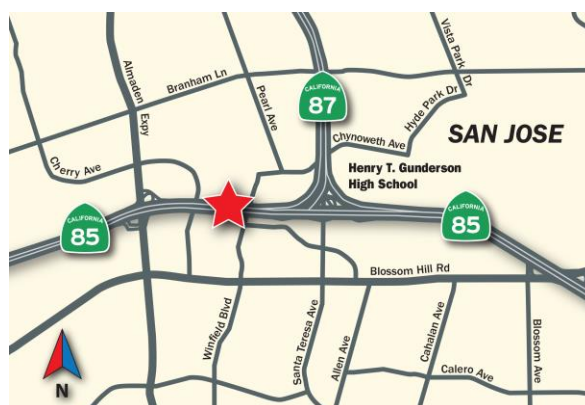 Almaden
Expy
Branham Ln
Pearl Ave
CALIFORNIA
87
Vista Park Dr
Hyde Park Dr
Chynoweth Ave
SAN JOSE
Henry T. Gunderson
High School
Cherry Ave
CALIFORNIA
85
CALIFORNIA
85
Blossom Hill Rd
Winfield Blvd
Santa Teresa Ave
Allen Ave
Cahalan Ave
Calero Ave
Blossom Ave
N